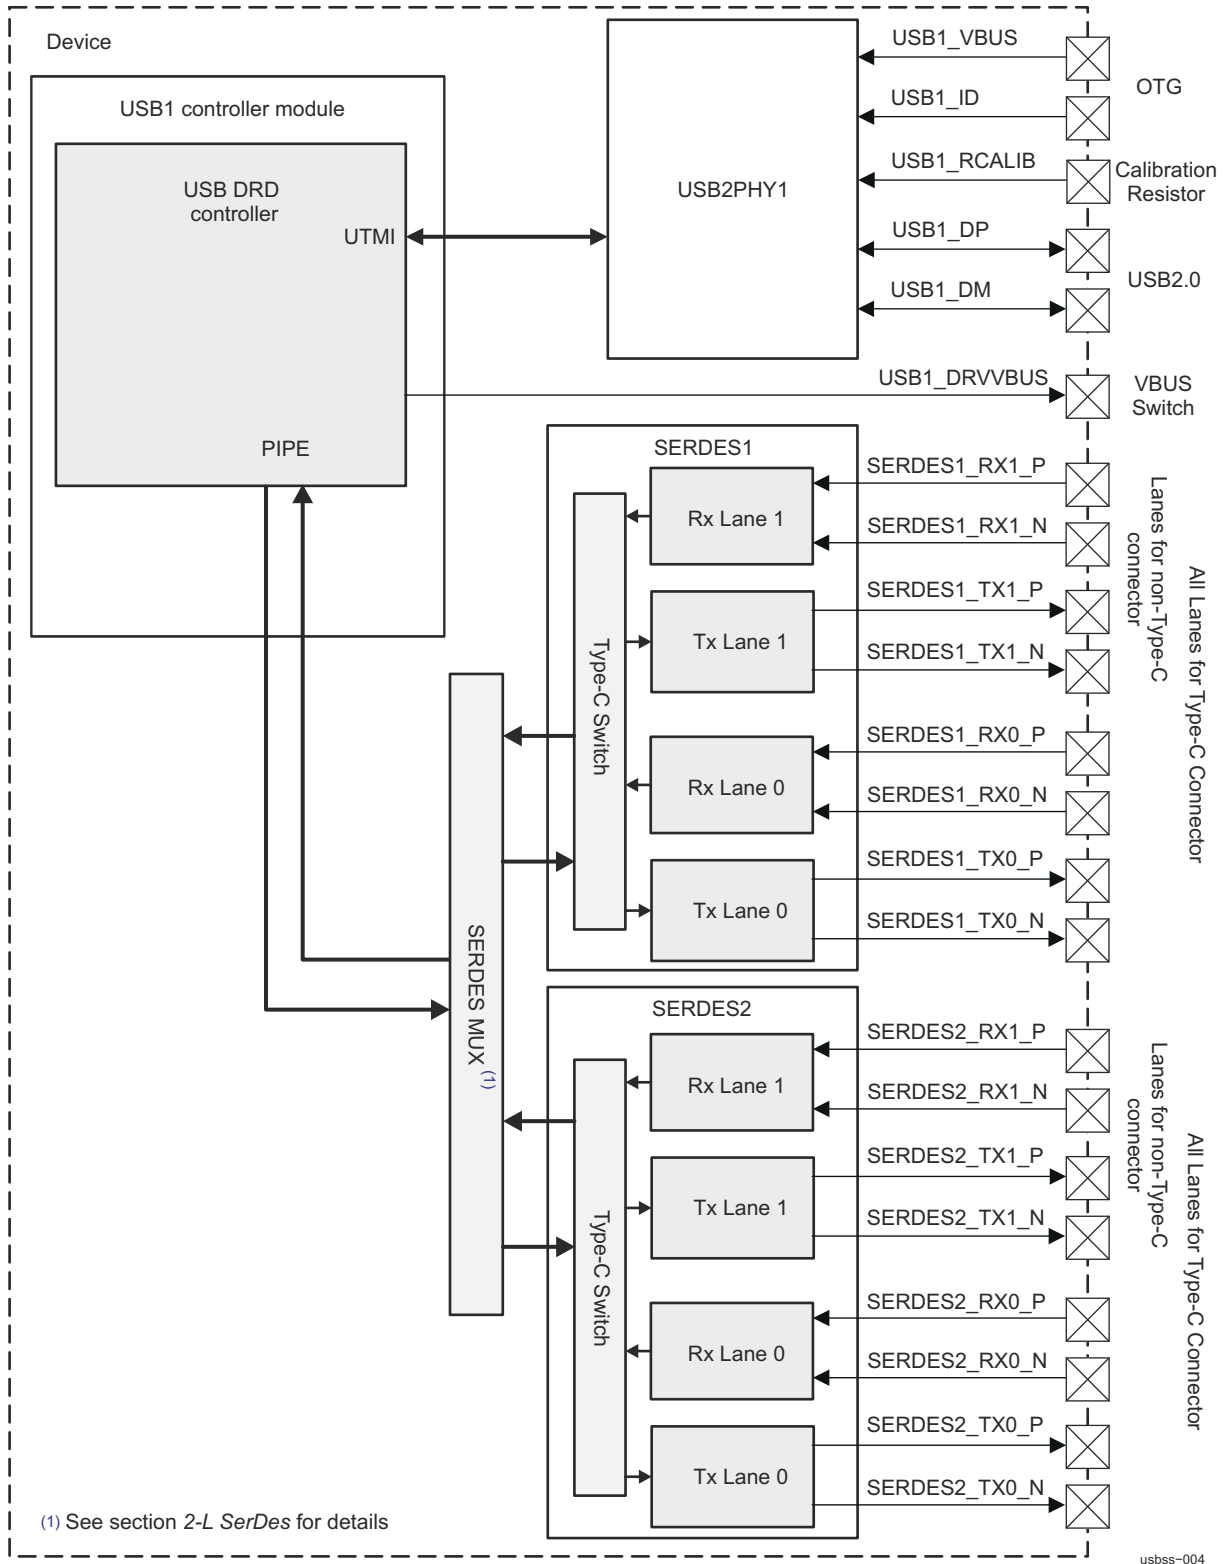 Device
USB1 controller module
USB DRD
controller
UTMI
PIPE
USB2PHY1
USB1_VBUS
USB1_ID
OTG
USB1_RCALIB
Calibration
Resistor
USB1_DP
USB1_DM
USB2.0
USB1_DRVVBUS
VBUS
Switch
SERDES1
Type-C Switch
Rx Lane 1
Tx Lane 1
Rx Lane 0
Tx Lane 0
SERDES1_RX1_P
SERDES1_RX1_N
SERDES1_TX1_P
SERDES1_TX1_N
SERDES1_RX0_P
SERDES1_RX0_N
SERDES1_TX0_P
SERDES1_TX0_N
Lanes for non-Type-C
connector
All Lanes for Type-C Connector
SERDES MUX (1)
SERDES2
Type-C Switch
Rx Lane 1
Tx Lane 1
Rx Lane 0
Tx Lane 0
SERDES2_RX1_P
SERDES2_RX1_N
SERDES2_TX1_P
SERDES2_TX1_N
SERDES2_RX0_P
SERDES2_RX0_N
SERDES2_TX0_P
SERDES2_TX0_N
Lanes for non-Type-C
connector
All Lanes for Type-C Connector
(1) See section 2-L SerDes for details
usbss−004